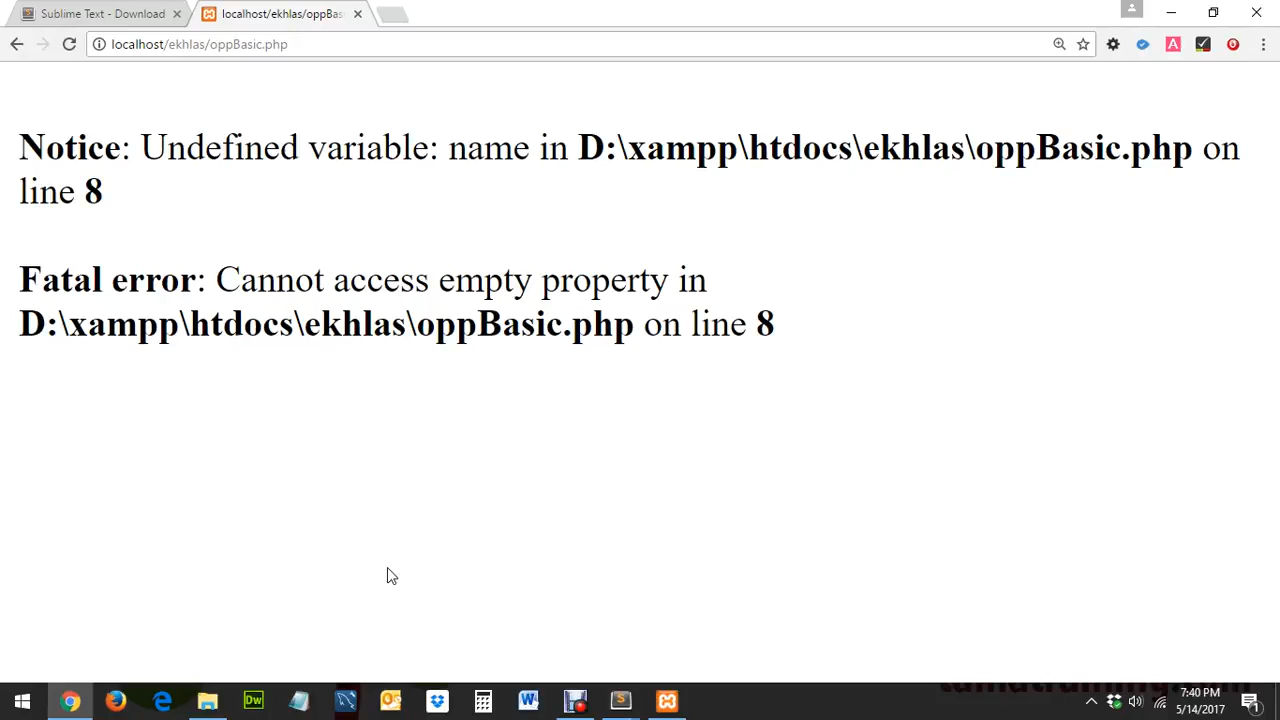 Sublime Text - Download
localhost/ekhlas/oppBas
localhost/ekhlas/oppBasic.php
Notice: Undefined variable: name in D:\xampp\htdocs\ekhlas\oppBasic.php on
line 8
Fatal error: Cannot access empty property in
D:\xampp\htdocs\ekhlas\oppBasic.php on line 8
7:40 PM
5/14/2017